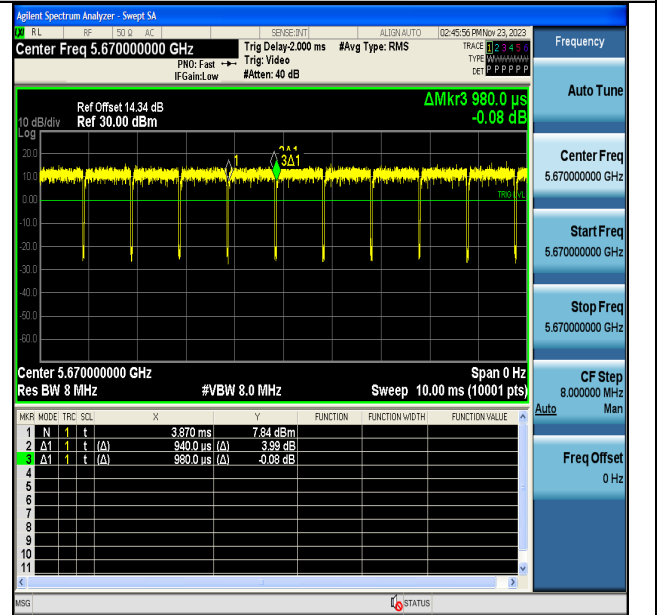 Agilent Spectrum Analyzer - Swept SA
RL RF 50 Ω AC SENSE:INT ALIGN AUTO 02:45:56 PM Nov 23, 2023
Center Freq 5.670000000 GHz
PNO: Fast
IFGain:Low
Trig Delay-2.000 ms
Trig: Video
#Atten: 40 dB
#Avg Type: RMS
TRACE 1 2 3 4 5 6
TYPE W
DET P P P P P P
Ref Offset 14.34 dB
10 dB/div Ref 30.00 dBm
Log
ΔMkr3 980.0 µs
-0.08 dB
20.0
10.0
0.00
-10.0
-20.0
-30.0
-40.0
-50.0
-60.0
1
3Δ1
TRIG LVL
Center 5.670000000 GHz Span 0 Hz
Res BW 8 MHz #VBW 8.0 MHz Sweep 10.00 ms (10001 pts)
MKR MODE TRC SCL X Y FUNCTION FUNCTION WIDTH FUNCTION VALUE
1 N 1 t 3.870 ms 7.84 dBm
2 Δ1 1 t (Δ) 940.0 µs (Δ) 3.99 dB
3 Δ1 1 t (Δ) 980.0 µs (Δ) -0.08 dB
4
5
6
7
8
9
10
11
MSG STATUS
Frequency
Auto Tune
Center Freq
5.670000000 GHz
Start Freq
5.670000000 GHz
Stop Freq
5.670000000 GHz
CF Step
8.000000 MHz
Auto Man
Freq Offset
0 Hz